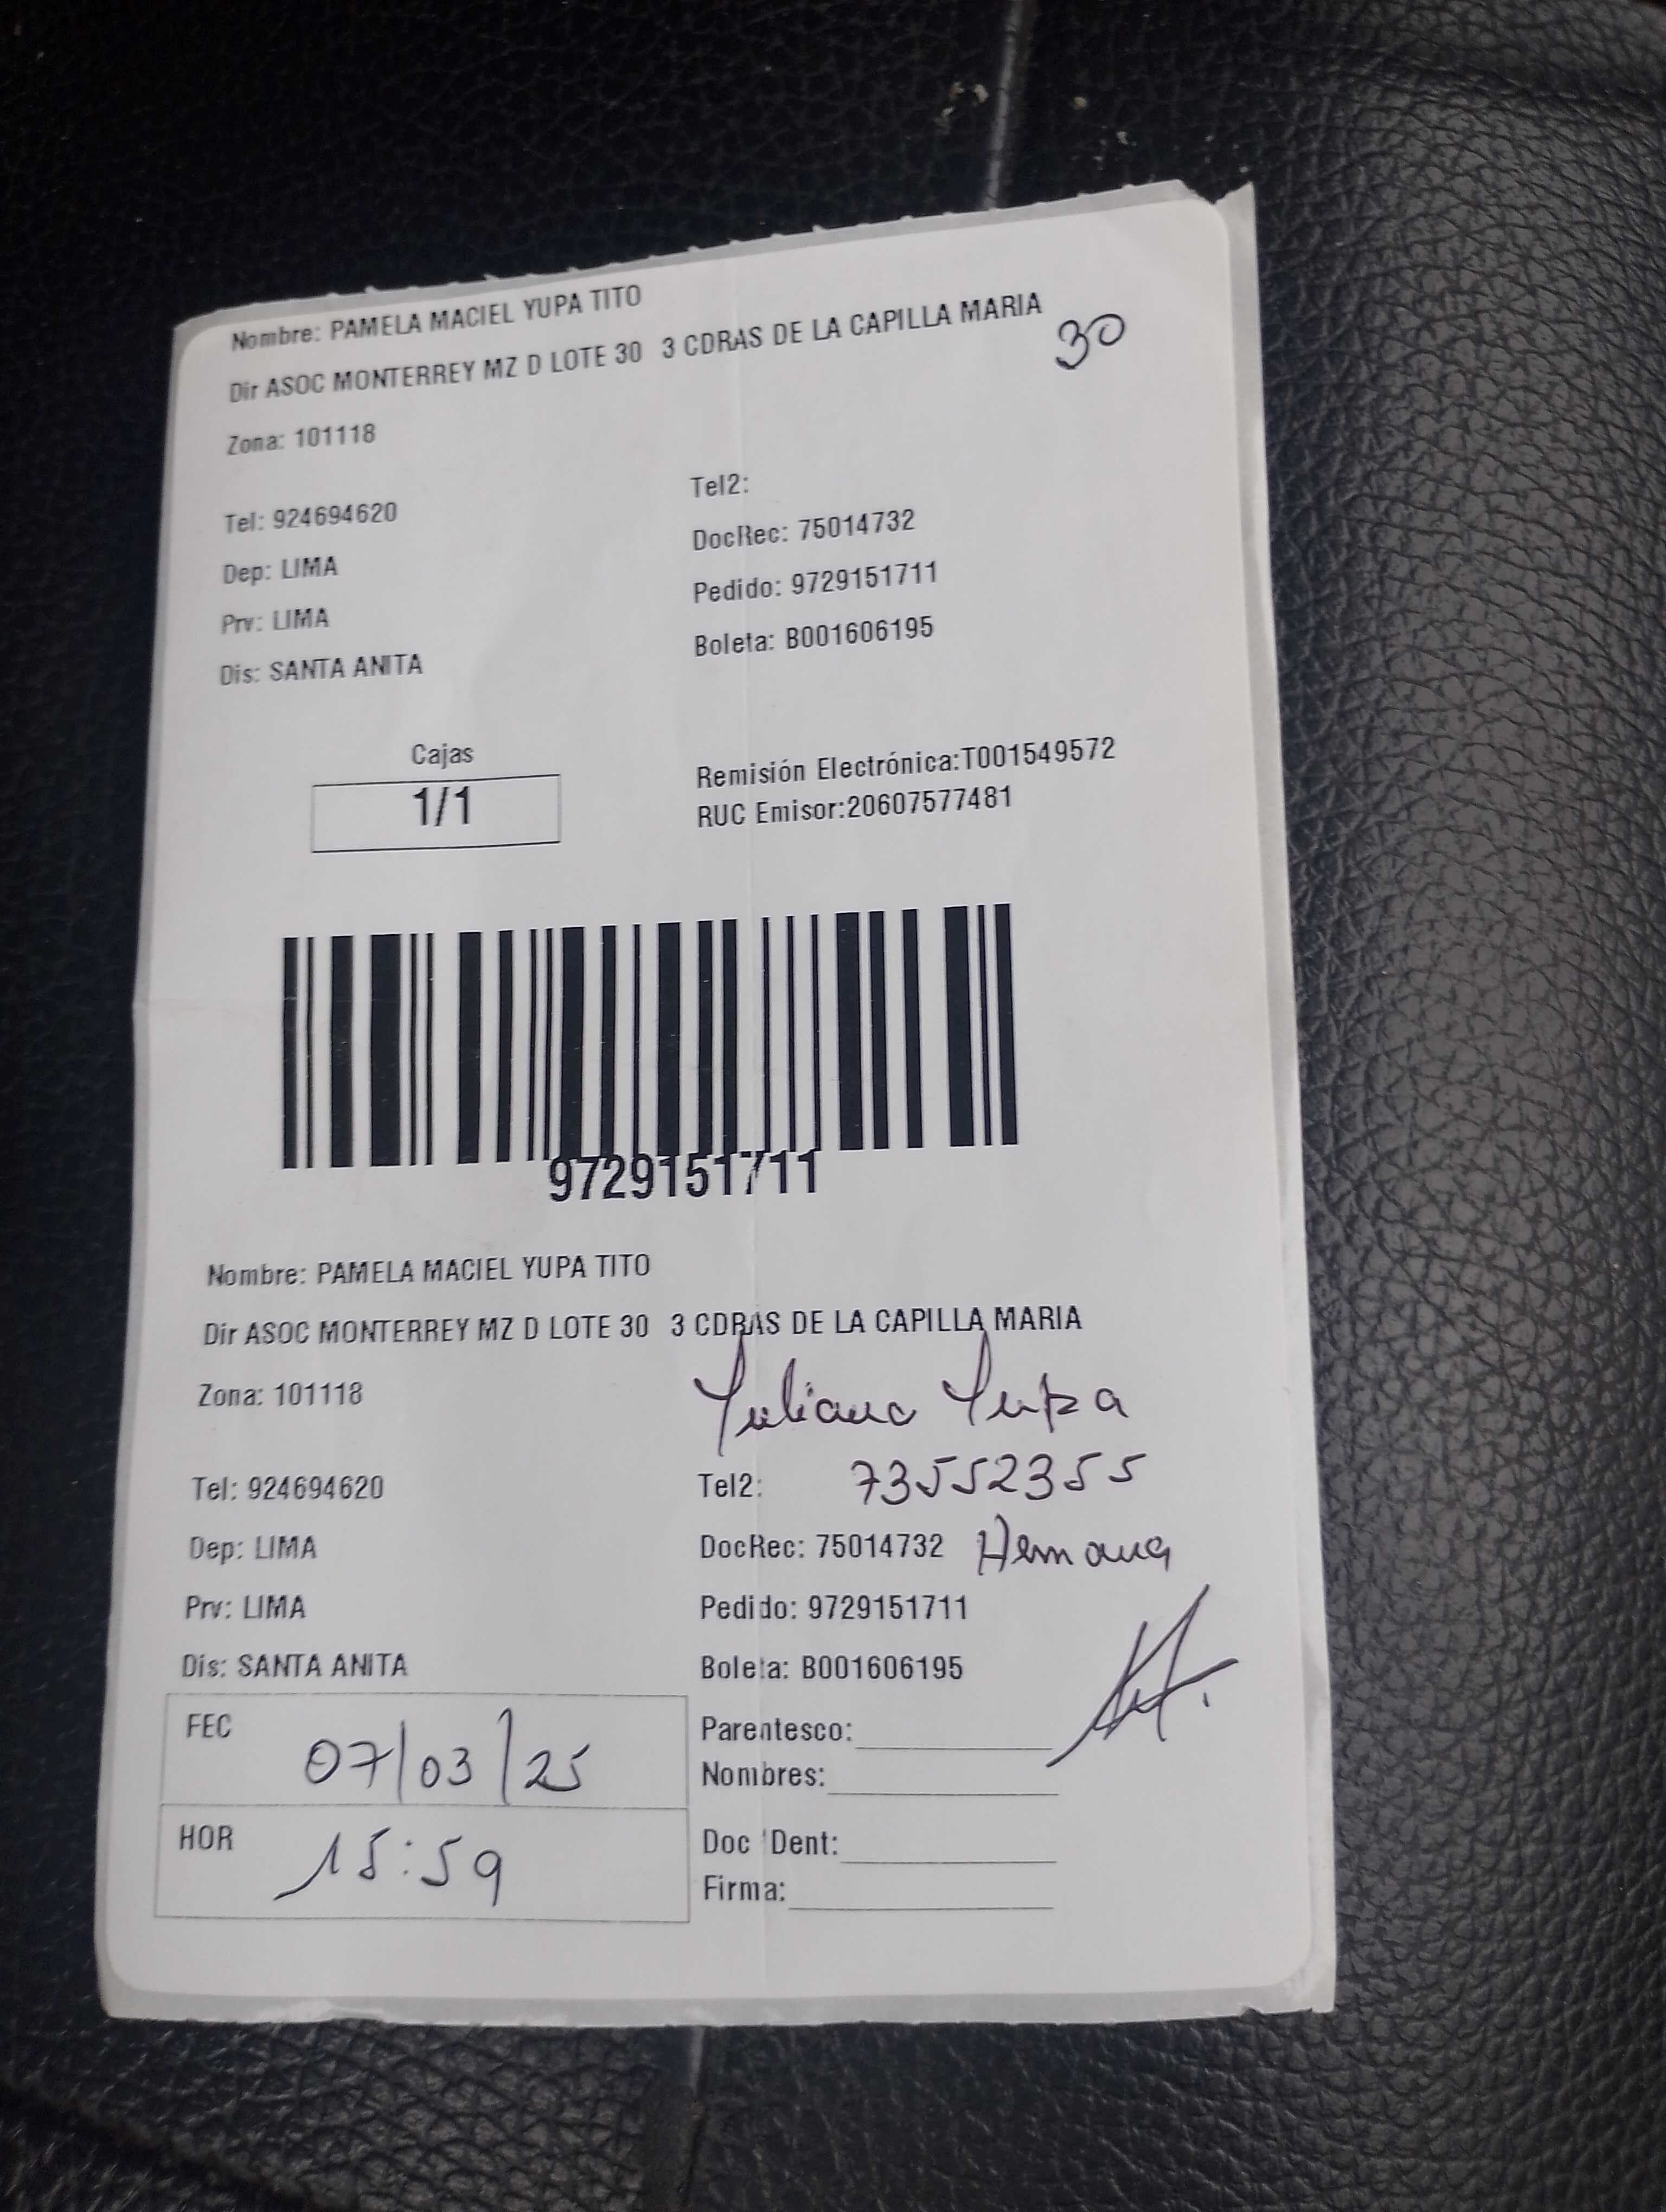 Nombre: PAMELA MACIEL YUPA TITO
Dir ASOC MONTERREY MZ D LOTE 30 3 CDRAS DE LA CAPILLA MARIA
30
Zona: 101118
Tel: 924694620
Tel2:
DocRec: 75014732
Dep: LIMA
Pedido: 9729151711
Prv: LIMA
Boleta: B001606195
Dis: SANTA ANITA
Cajas
1/1
Remisión Electrónica:T001549572
RUC Emisor:20607577481
9729151711
Nombre: PAMELA MACIEL YUPA TITO
Dir ASOC MONTERREY MZ D LOTE 30 3 CDRAS DE LA CAPILLA MARIA
Zona: 101118
Yuliana Yupa
Tel: 924694620
Tel2: 73552355
Dep: LIMA
DocRec: 75014732 Hermana
Prv: LIMA
Pedido: 9729151711
Dis: SANTA ANITA
Boleta: B001606195
FEC 07/03/25
Parentesco:
Nombres:
HOR 15:59
Doc Dent:
Firma: